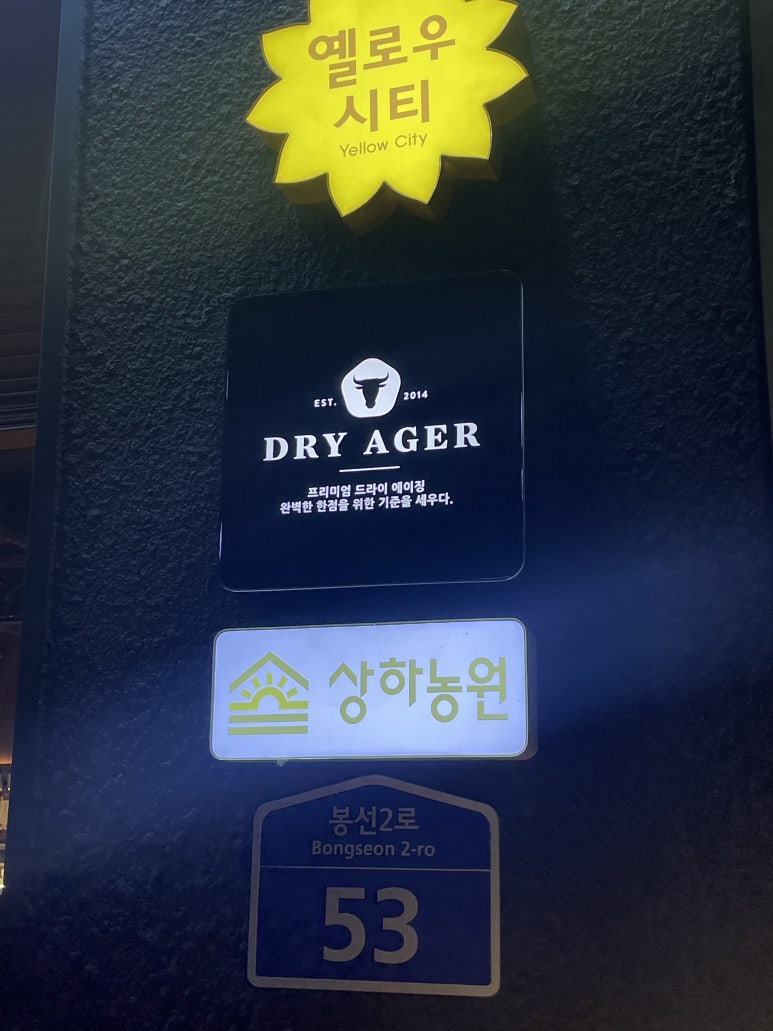 옐로우
시티
Yellow City
EST. 2014
DRY AGER
프리미엄 드라이 에이징
완벽한 한점을 위한 기준을 세우다.
상하농원
봉선2로
Bongseon 2-ro
53